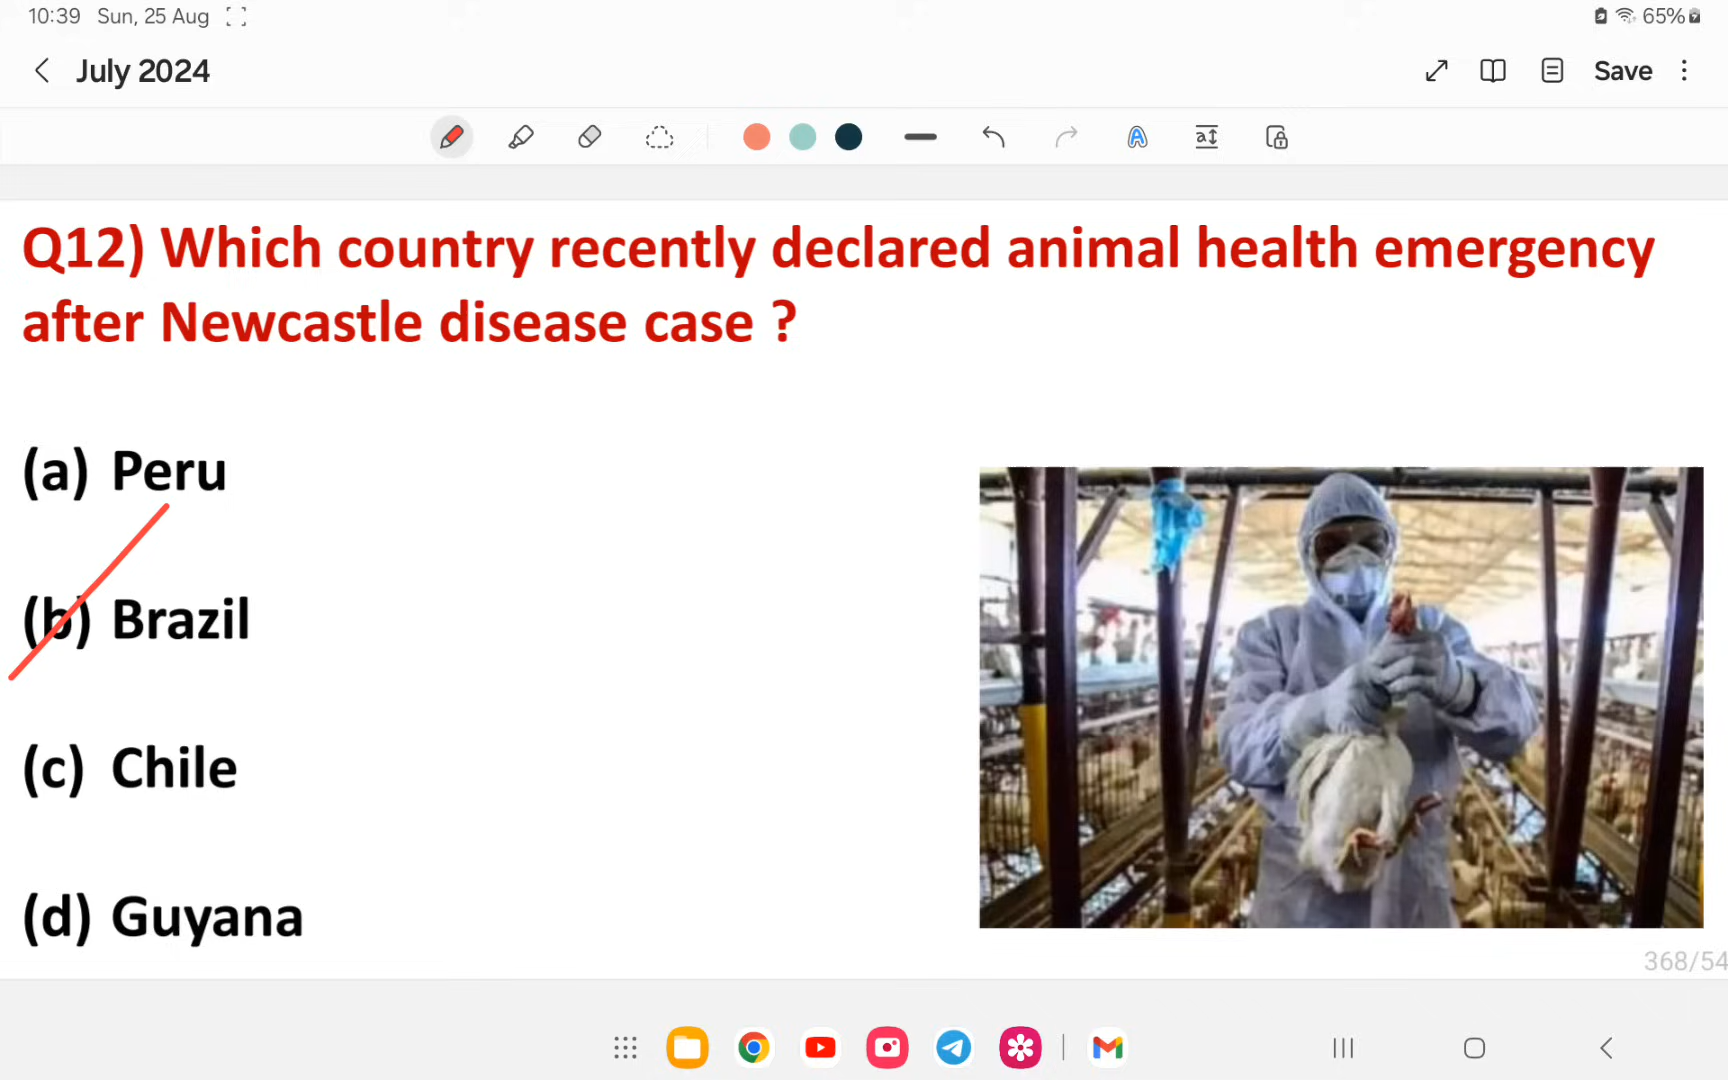 10:39 Sun, 25 Aug
65%
July 2024
Save
Q12) Which country recently declared animal health emergency
after Newcastle disease case ?
(a) Peru
(b) Brazil
(c) Chile
(d) Guyana
368/54